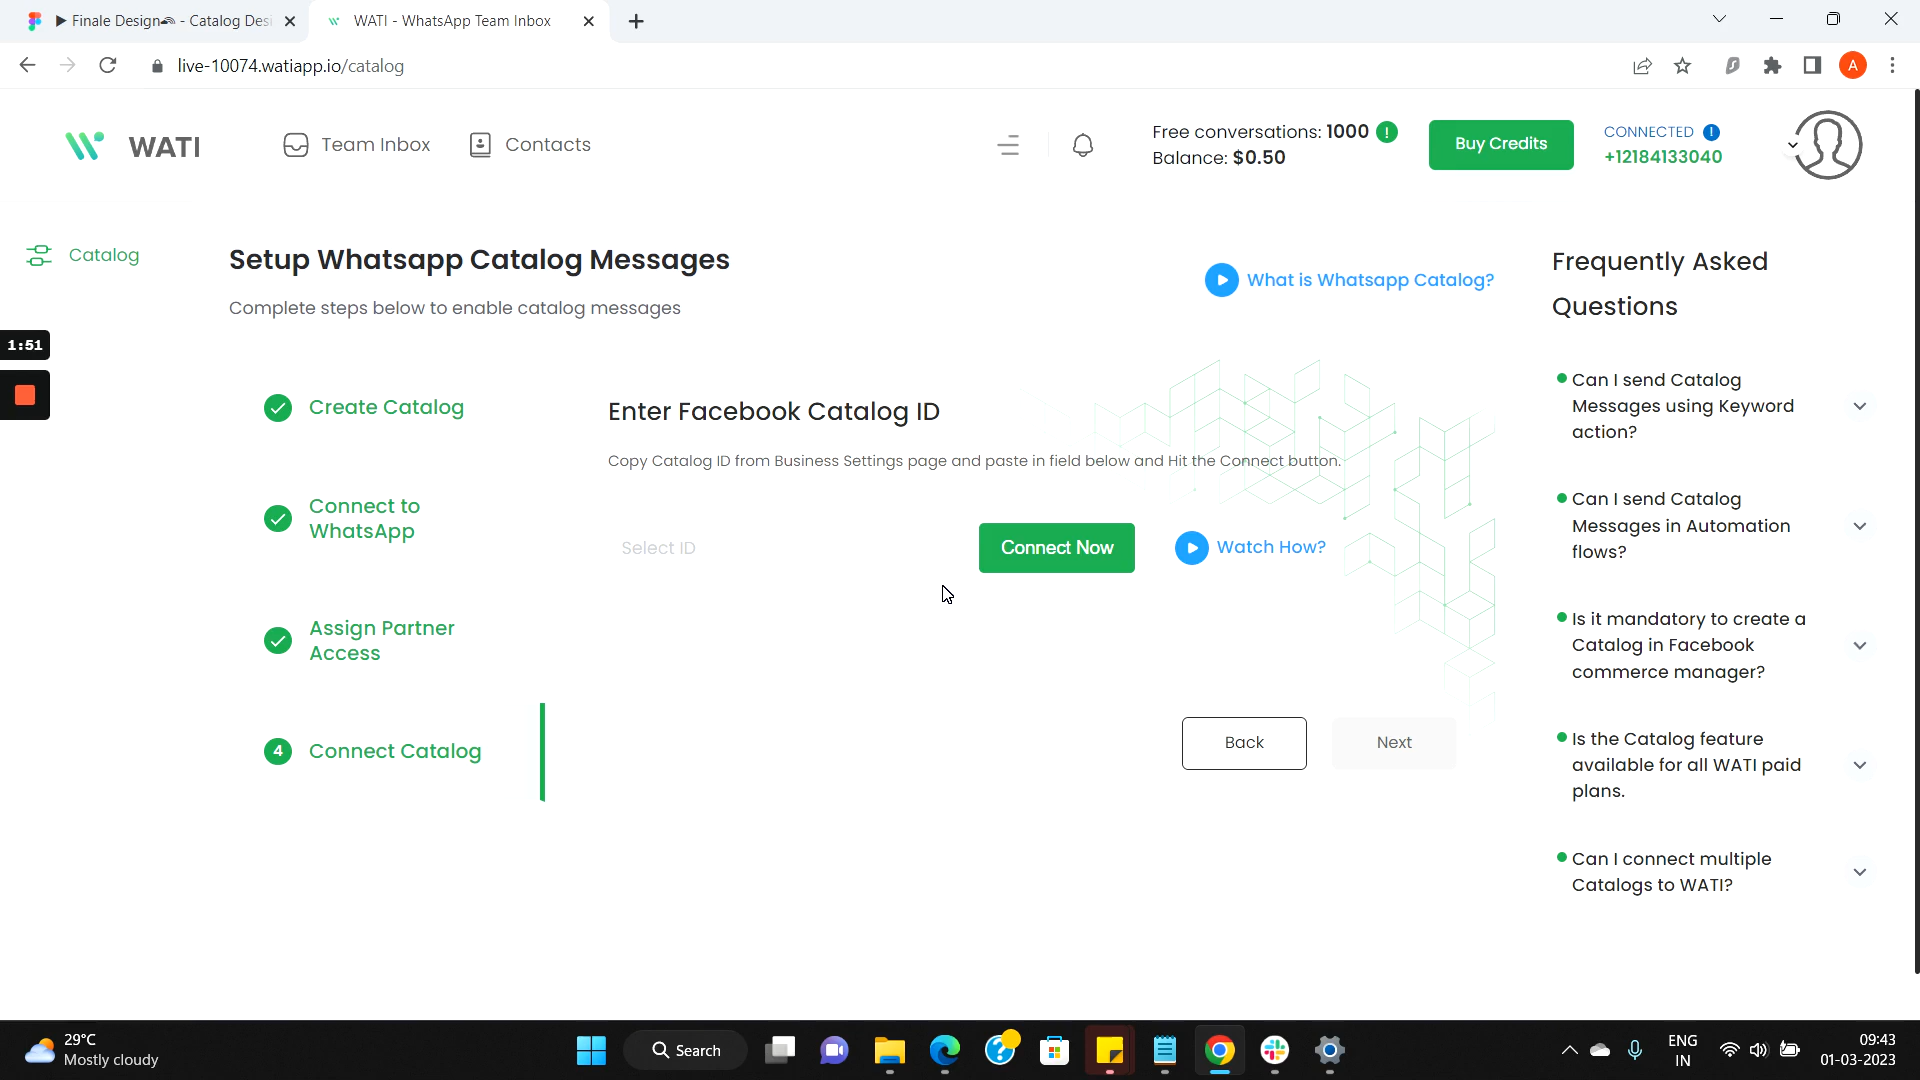 ▶ Finale Design - Catalog Desi
WATI - WhatsApp Team Inbox
live-10074.watiapp.io/catalog
A
WATI
Team Inbox
Contacts
Free conversations: 1000 !
Balance: $0.50
Buy Credits
CONNECTED !
+12184133040
Catalog
1:51
Setup Whatsapp Catalog Messages
Complete steps below to enable catalog messages
What is Whatsapp Catalog?
Create Catalog
Connect to
WhatsApp
Assign Partner
Access
4 Connect Catalog
Enter Facebook Catalog ID
Copy Catalog ID from Business Settings page and paste in field below and Hit the Connect button.
Select ID
Connect Now
Watch How?
Back
Next
Frequently Asked
Questions
Can I send Catalog
Messages using Keyword
action?
Can I send Catalog
Messages in Automation
flows?
Is it mandatory to create a
Catalog in Facebook
commerce manager?
Is the Catalog feature
available for all WATI paid
plans.
Can I connect multiple
Catalogs to WATI?
29°C
Mostly cloudy
Search
ENG
IN
09:43
01-03-2023